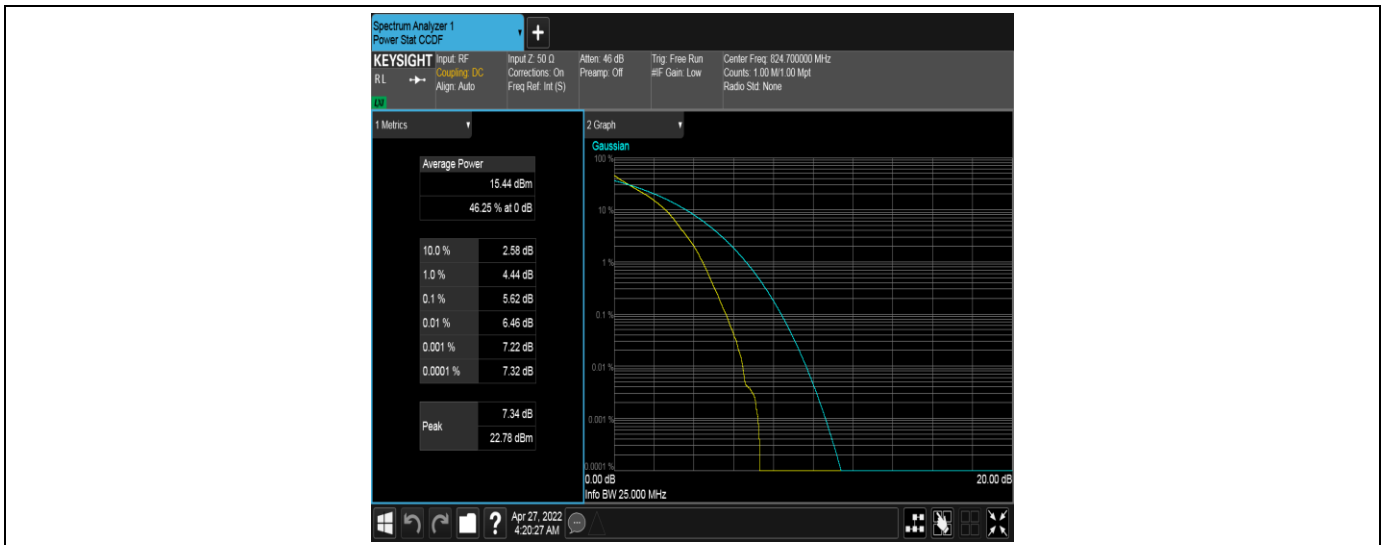 Spectrum Analyzer 1
Power Stat CCDF
+
KEYSIGHT
RL
LM
Input: RF
Coupling: DC
Align: Auto
Input Z: 50 Ω
Corrections: On
Freq Ref: Int (S)
Atten: 46 dB
Preamp: Off
Trig: Free Run
#IF Gain: Low
Center Freq: 824.700000 MHz
Counts: 1.00 M/1.00 Mpt
Radio Std: None
1 Metrics
Average Power
15.44 dBm
46.25 % at 0 dB
10.0 % 2.58 dB
1.0 % 4.44 dB
0.1 % 5.62 dB
0.01 % 6.46 dB
0.001 % 7.22 dB
0.0001 % 7.32 dB
Peak
7.34 dB
22.78 dBm
2 Graph
Gaussian
100 %
10 %
1 %
0.1 %
0.01 %
0.001 %
0.0001 %
0.00 dB 20.00 dB
Info BW 25.000 MHz
?
Apr 27, 2022
4:20:27 AM